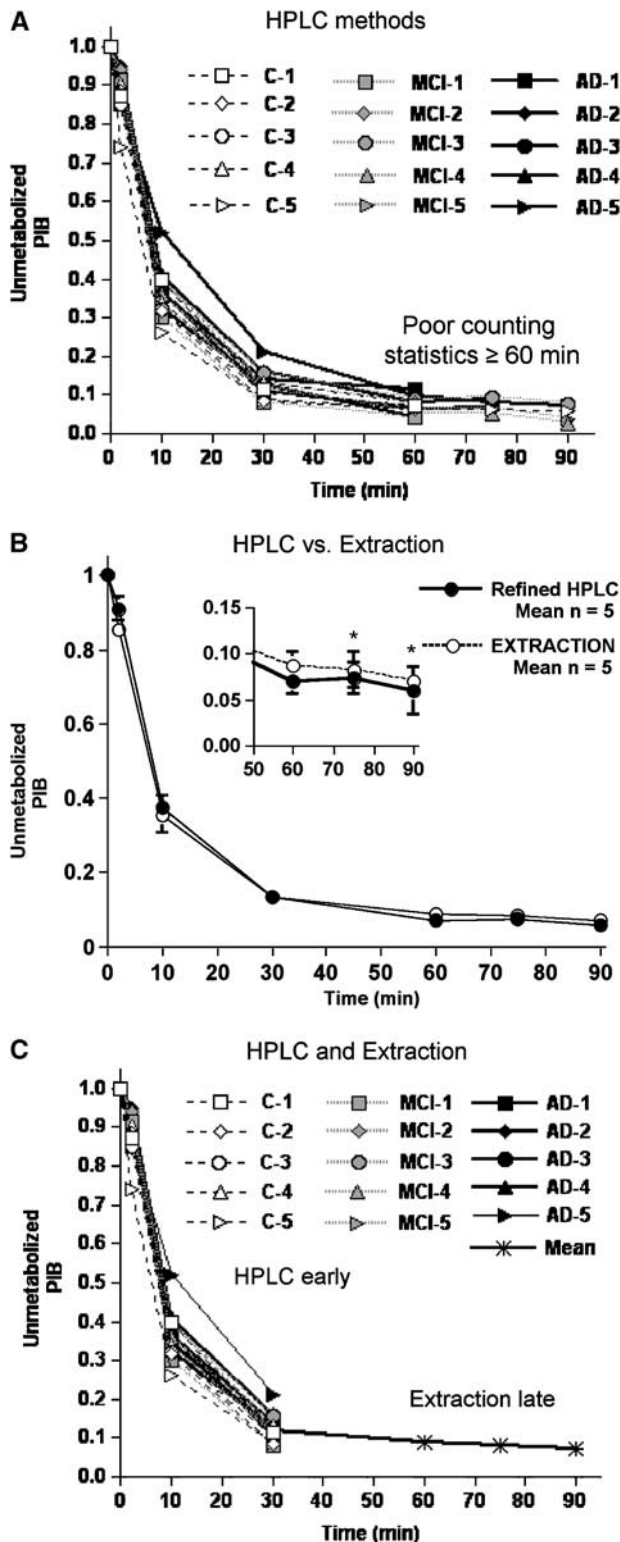 A
HPLC methods
1.0
0.9
0.8
0.7
0.6
0.5
0.4
0.3
0.2
0.1
0.0
Unmetabolized
PIB
C-1
C-2
C-3
C-4
C-5
MCI-1
MCI-2
MCI-3
MCI-4
MCI-5
AD-1
AD-2
AD-3
AD-4
AD-5
Poor counting
statistics ≥ 60 min
0 10 20 30 40 50 60 70 80 90
Time (min)
B
HPLC vs. Extraction
1
0.8
0.6
0.4
0.2
0
Unmetabolized
PIB
0.15
0.10
0.05
0.00
50 60 70 80 90
* *
Refined HPLC
Mean n = 5
EXTRACTION
Mean n = 5
0 10 20 30 40 50 60 70 80 90
Time (min)
C
HPLC and Extraction
1.0
0.9
0.8
0.7
0.6
0.5
0.4
0.3
0.2
0.1
0.0
Unmetabolized
PIB
C-1
C-2
C-3
C-4
C-5
MCI-1
MCI-2
MCI-3
MCI-4
MCI-5
AD-1
AD-2
AD-3
AD-4
AD-5
Mean
HPLC early
Extraction late
0 10 20 30 40 50 60 70 80 90
Time (min)